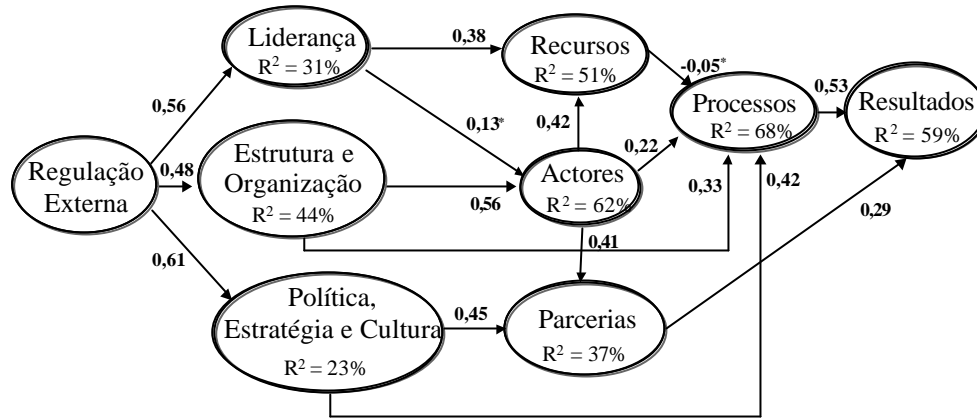 Liderança
R² = 31%
0,38
Recursos
R² = 51%
-0,05*
Processos
R² = 68%
0,53
Resultados
R² = 59%
0,56
0,13*
0,42
0,22
Regulação
Externa
0,48
Estrutura e
Organização
R² = 44%
0,56
Actores
R² = 62%
0,33
0,42
0,29
0,61
0,41
Política,
Estratégia e Cultura
R² = 23%
0,45
Parcerias
R² = 37%